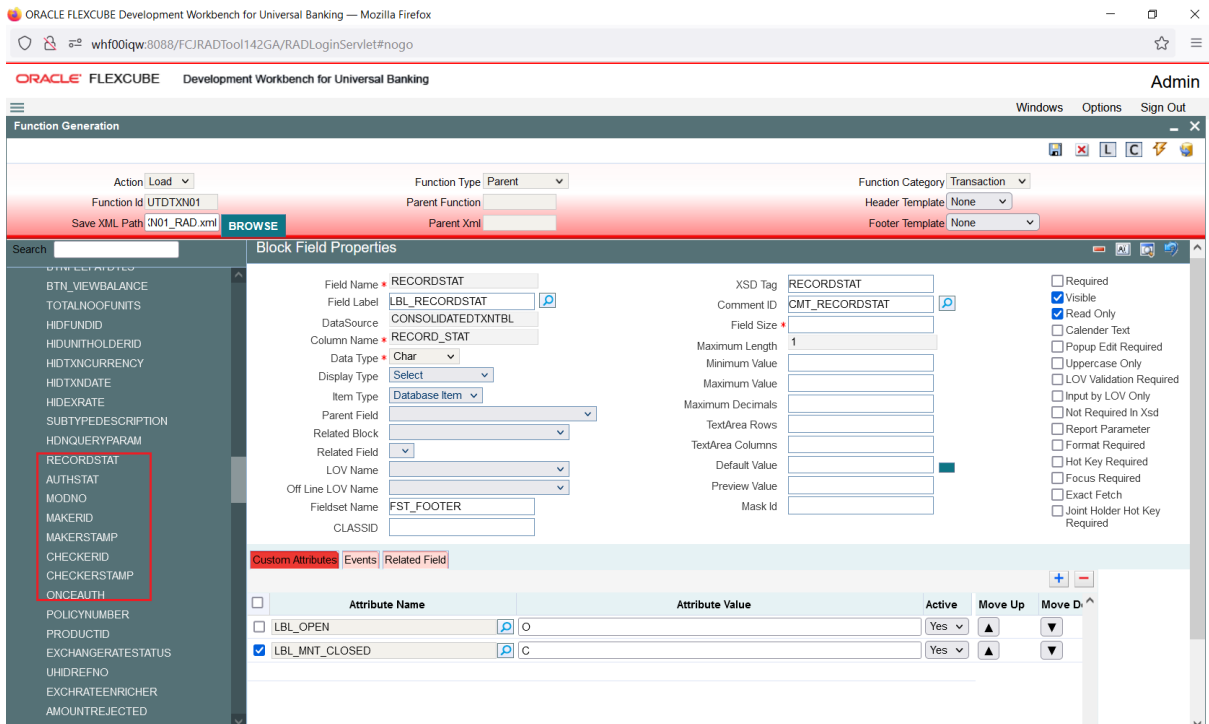 ORACLE FLEXCUBE Development Workbench for Universal Banking — Mozilla Firefox
whf00iqw:8088/FCJRADTool142GA/RADLoginServlet#nogo
ORACLE FLEXCUBE Development Workbench for Universal Banking Admin
Windows Options Sign Out
Function Generation
L C
Action Load Function Type Parent Function Category Transaction
Function Id UTDTXN01 Parent Function Header Template None
Save XML Path N01_RAD.xml BROWSE Parent Xml Footer Template None
Search
BTN_VIEWBALANCE
TOTALNOOFUNITS
HIDFUNDID
HIDUNITHOLDERID
HIDTXNCURRENCY
HIDTXNDATE
HIDEXRATE
SUBTYPEDESCRIPTION
HDNQUERYPARAM
RECORDSTAT
AUTHSTAT
MODNO
MAKERID
MAKERSTAMP
CHECKERID
CHECKERSTAMP
ONCEAUTH
POLICYNUMBER
PRODUCTID
EXCHANGERATESTATUS
UHIDREFNO
EXCHRATEENRICHER
AMOUNTREJECTED
Block Field Properties
Field Name * RECORDSTAT
Field Label LBL_RECORDSTAT
DataSource CONSOLIDATEDTXNTBL
Column Name * RECORD_STAT
Data Type * Char
Display Type Select
Item Type Database Item
Parent Field
Related Block
Related Field
LOV Name
Off Line LOV Name
Fieldset Name FST_FOOTER
CLASSID
XSD Tag RECORDSTAT
Comment ID CMT_RECORDSTAT
Field Size *
Maximum Length 1
Minimum Value
Maximum Value
Maximum Decimals
TextArea Rows
TextArea Columns
Default Value
Preview Value
Mask Id
Required
Visible
Read Only
Calender Text
Popup Edit Required
Uppercase Only
LOV Validation Required
Input by LOV Only
Not Required In Xsd
Report Parameter
Format Required
Hot Key Required
Focus Required
Exact Fetch
Joint Holder Hot Key
Required
Custom Attributes Events Related Field
Attribute Name Attribute Value Active Move Up Move D
LBL_OPEN O Yes
LBL_MNT_CLOSED C Yes